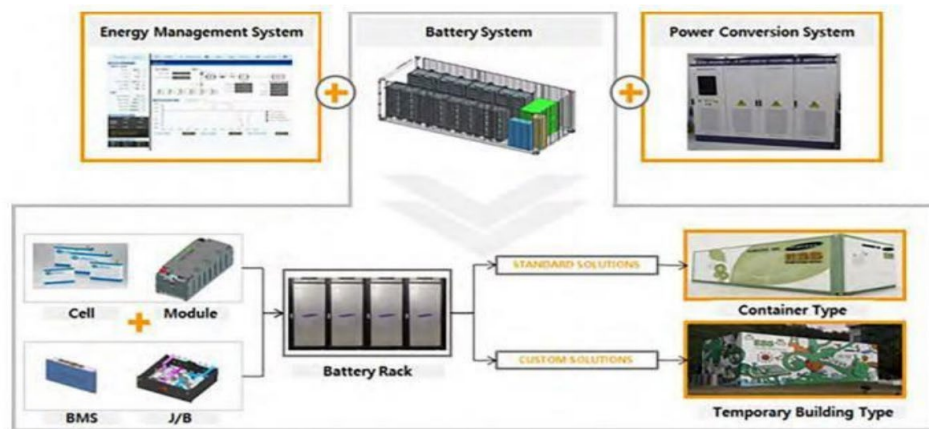 Energy Management System
Battery System
Power Conversion System
Cell
Module
BMS
J/B
Battery Rack
STANDARD SOLUTIONS
CUSTOM SOLUTIONS
Container Type
Temporary Building Type